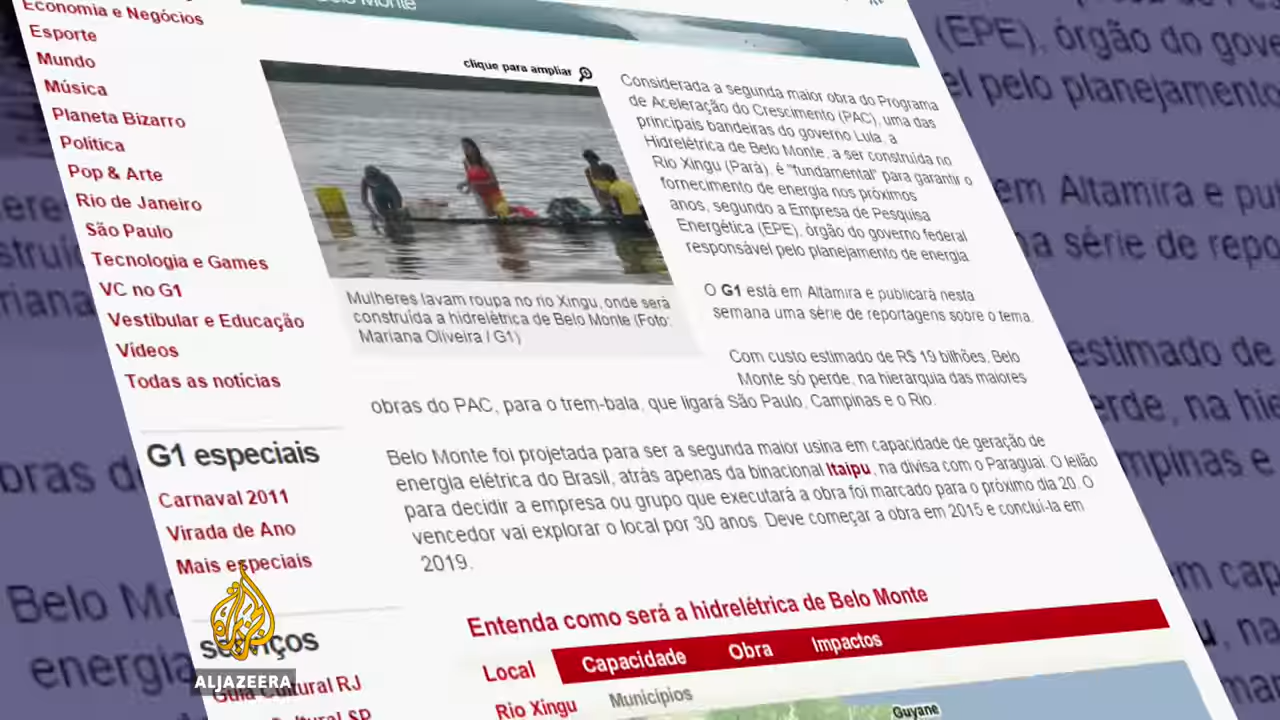 Belo Monte
Economia e Negócios
Esporte
Mundo
Música
Planeta Bizarro
Política
Pop & Arte
Rio de Janeiro
São Paulo
Tecnologia e Games
VC no G1
Vestibular e Educação
Vídeos
Todas as notícias
G1 especiais
Carnaval 2011
Virada de Ano
Mais especiais
serviços
Guia Cultural RJ
Cultural SP
ALJAZEERA
clique para ampliar
Mulheres lavam roupa no rio Xingu, onde será
construída a hidrelétrica de Belo Monte (Foto:
Mariana Oliveira / G1)
Considerada a segunda maior obra do Programa
de Aceleração do Crescimento (PAC), uma das
principais bandeiras do governo Lula, a
Hidrelétrica de Belo Monte, a ser construída no
Rio Xingu (Pará), é "fundamental" para garantir o
fornecimento de energia nos próximos
anos, segundo a Empresa de Pesquisa
Energética (EPE), órgão do governo federal
responsável pelo planejamento de energia.
O G1 está em Altamira e publicará nesta
semana uma série de reportagens sobre o tema.
Com custo estimado de R$ 19 bilhões, Belo
Monte só perde, na hierarquia das maiores
obras do PAC, para o trem-bala, que ligará São Paulo, Campinas e o Rio.
Belo Monte foi projetada para ser a segunda maior usina em capacidade de geração de
energia elétrica do Brasil, atrás apenas da binacional Itaipu, na divisa com o Paraguai. O leilão
para decidir a empresa ou grupo que executará a obra foi marcado para o próximo dia 20. O
vencedor vai explorar o local por 30 anos. Deve começar a obra em 2015 e concluí-la em
2019.
Entenda como será a hidrelétrica de Belo Monte
Local Capacidade Obra Impactos
Rio Xingu Municípios
Guyane
(EPE), órgão do gove
el pelo planejamento
em Altamira e pu
na série de repo
estimado de
erde, na hie
mpinas e
bras d
Belo Mo
energia
m cap
, na